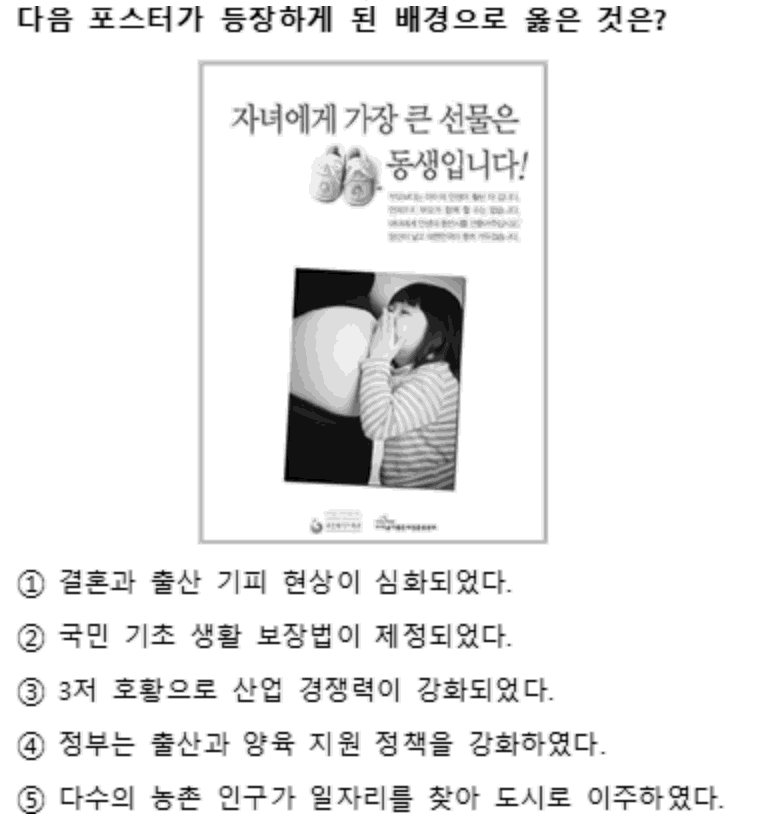 다음 포스터가 등장하게 된 배경으로 옳은 것은?
자녀에게 가장 큰 선물은
동생입니다!
① 결혼과 출산 기피 현상이 심화되었다.
② 국민 기초 생활 보장법이 제정되었다.
③ 3저 호황으로 산업 경쟁력이 강화되었다.
④ 정부는 출산과 양육 지원 정책을 강화하였다.
⑤ 다수의 농촌 인구가 일자리를 찾아 도시로 이주하였다.